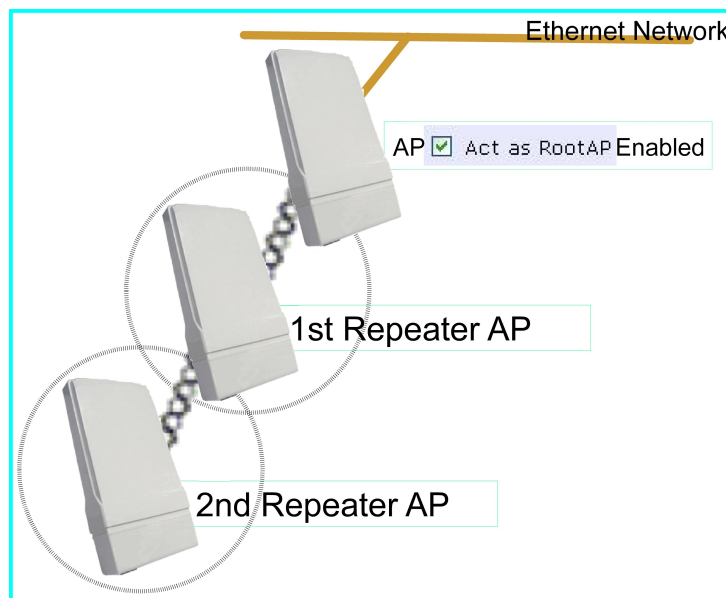 Ethernet Network
AP Act as RootAP Enabled
1st Repeater AP
2nd Repeater AP